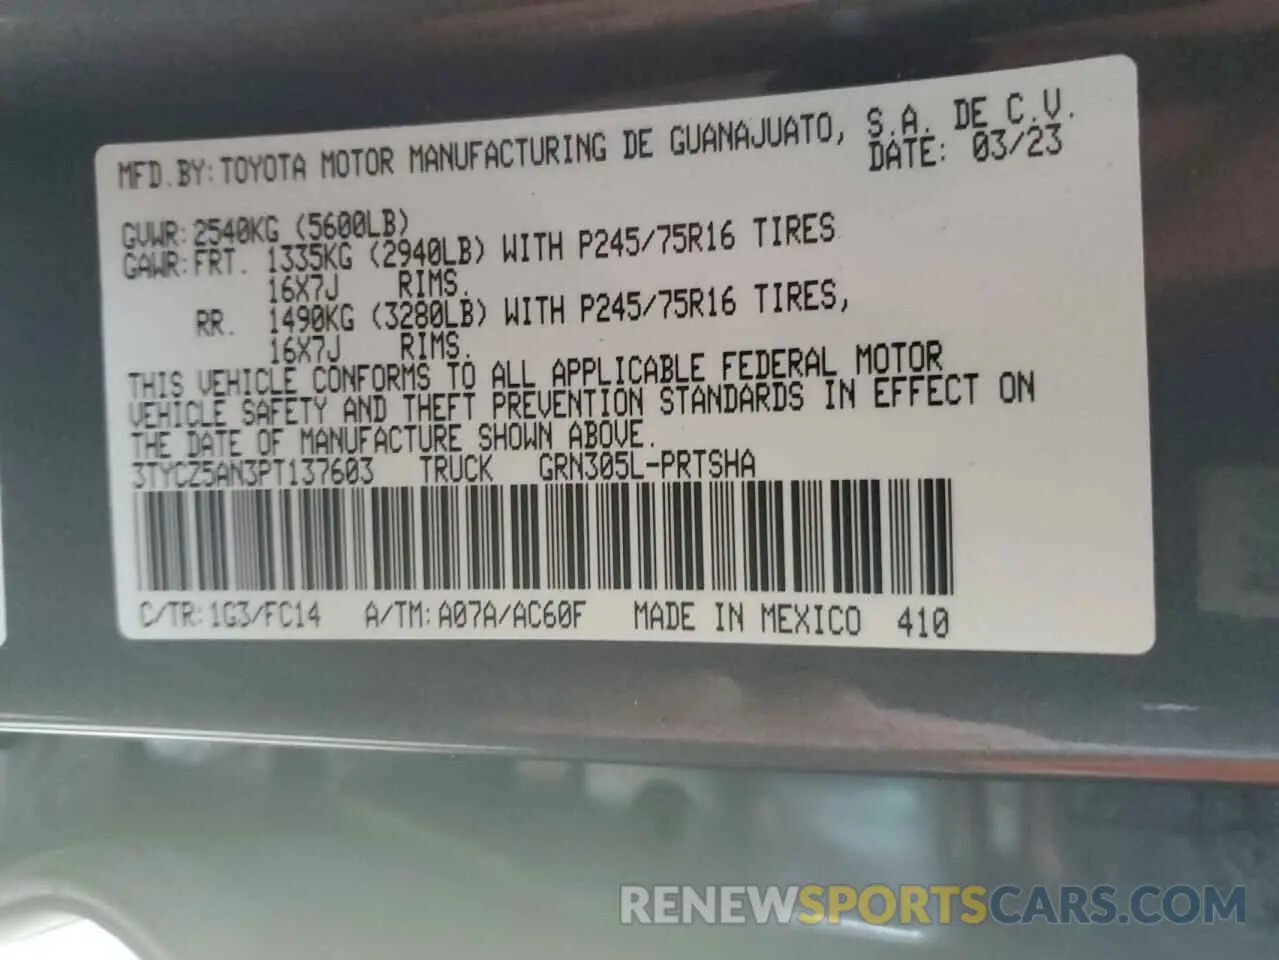 MFD.BY: TOYOTA MOTOR MANUFACTURING DE GUANAJUATO, S.A. DE C.V.
DATE: 03/23
GVWR: 2540KG (5600LB)
GAWR: FRT. 1335KG (2940LB) WITH P245/75R16 TIRES
16X7J RIMS.
RR. 1490KG (3280LB) WITH P245/75R16 TIRES,
16X7J RIMS.
THIS VEHICLE CONFORMS TO ALL APPLICABLE FEDERAL MOTOR
VEHICLE SAFETY AND THEFT PREVENTION STANDARDS IN EFFECT ON
THE DATE OF MANUFACTURE SHOWN ABOVE.
3TYCZ5AN3PT137603 TRUCK GRN305L-PRTSHA
C/TR: 1G3/FC14 A/TM: A07A/AC60F MADE IN MEXICO 410
RENEWSPORTSCARS.COM